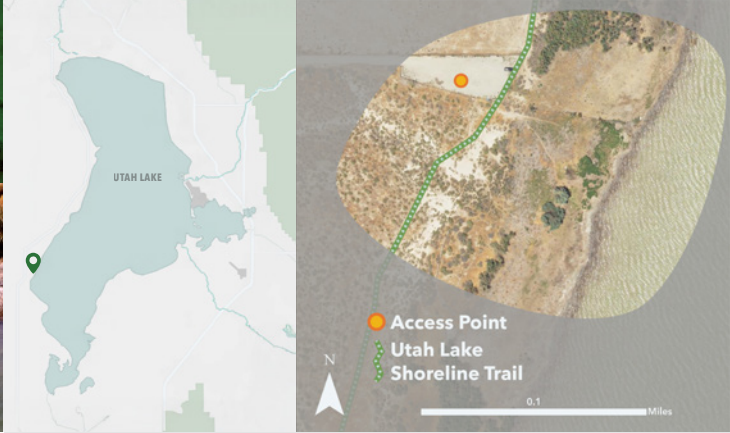 UTAH LAKE
Access Point
Utah Lake
Shoreline Trail
N
0.1
Miles